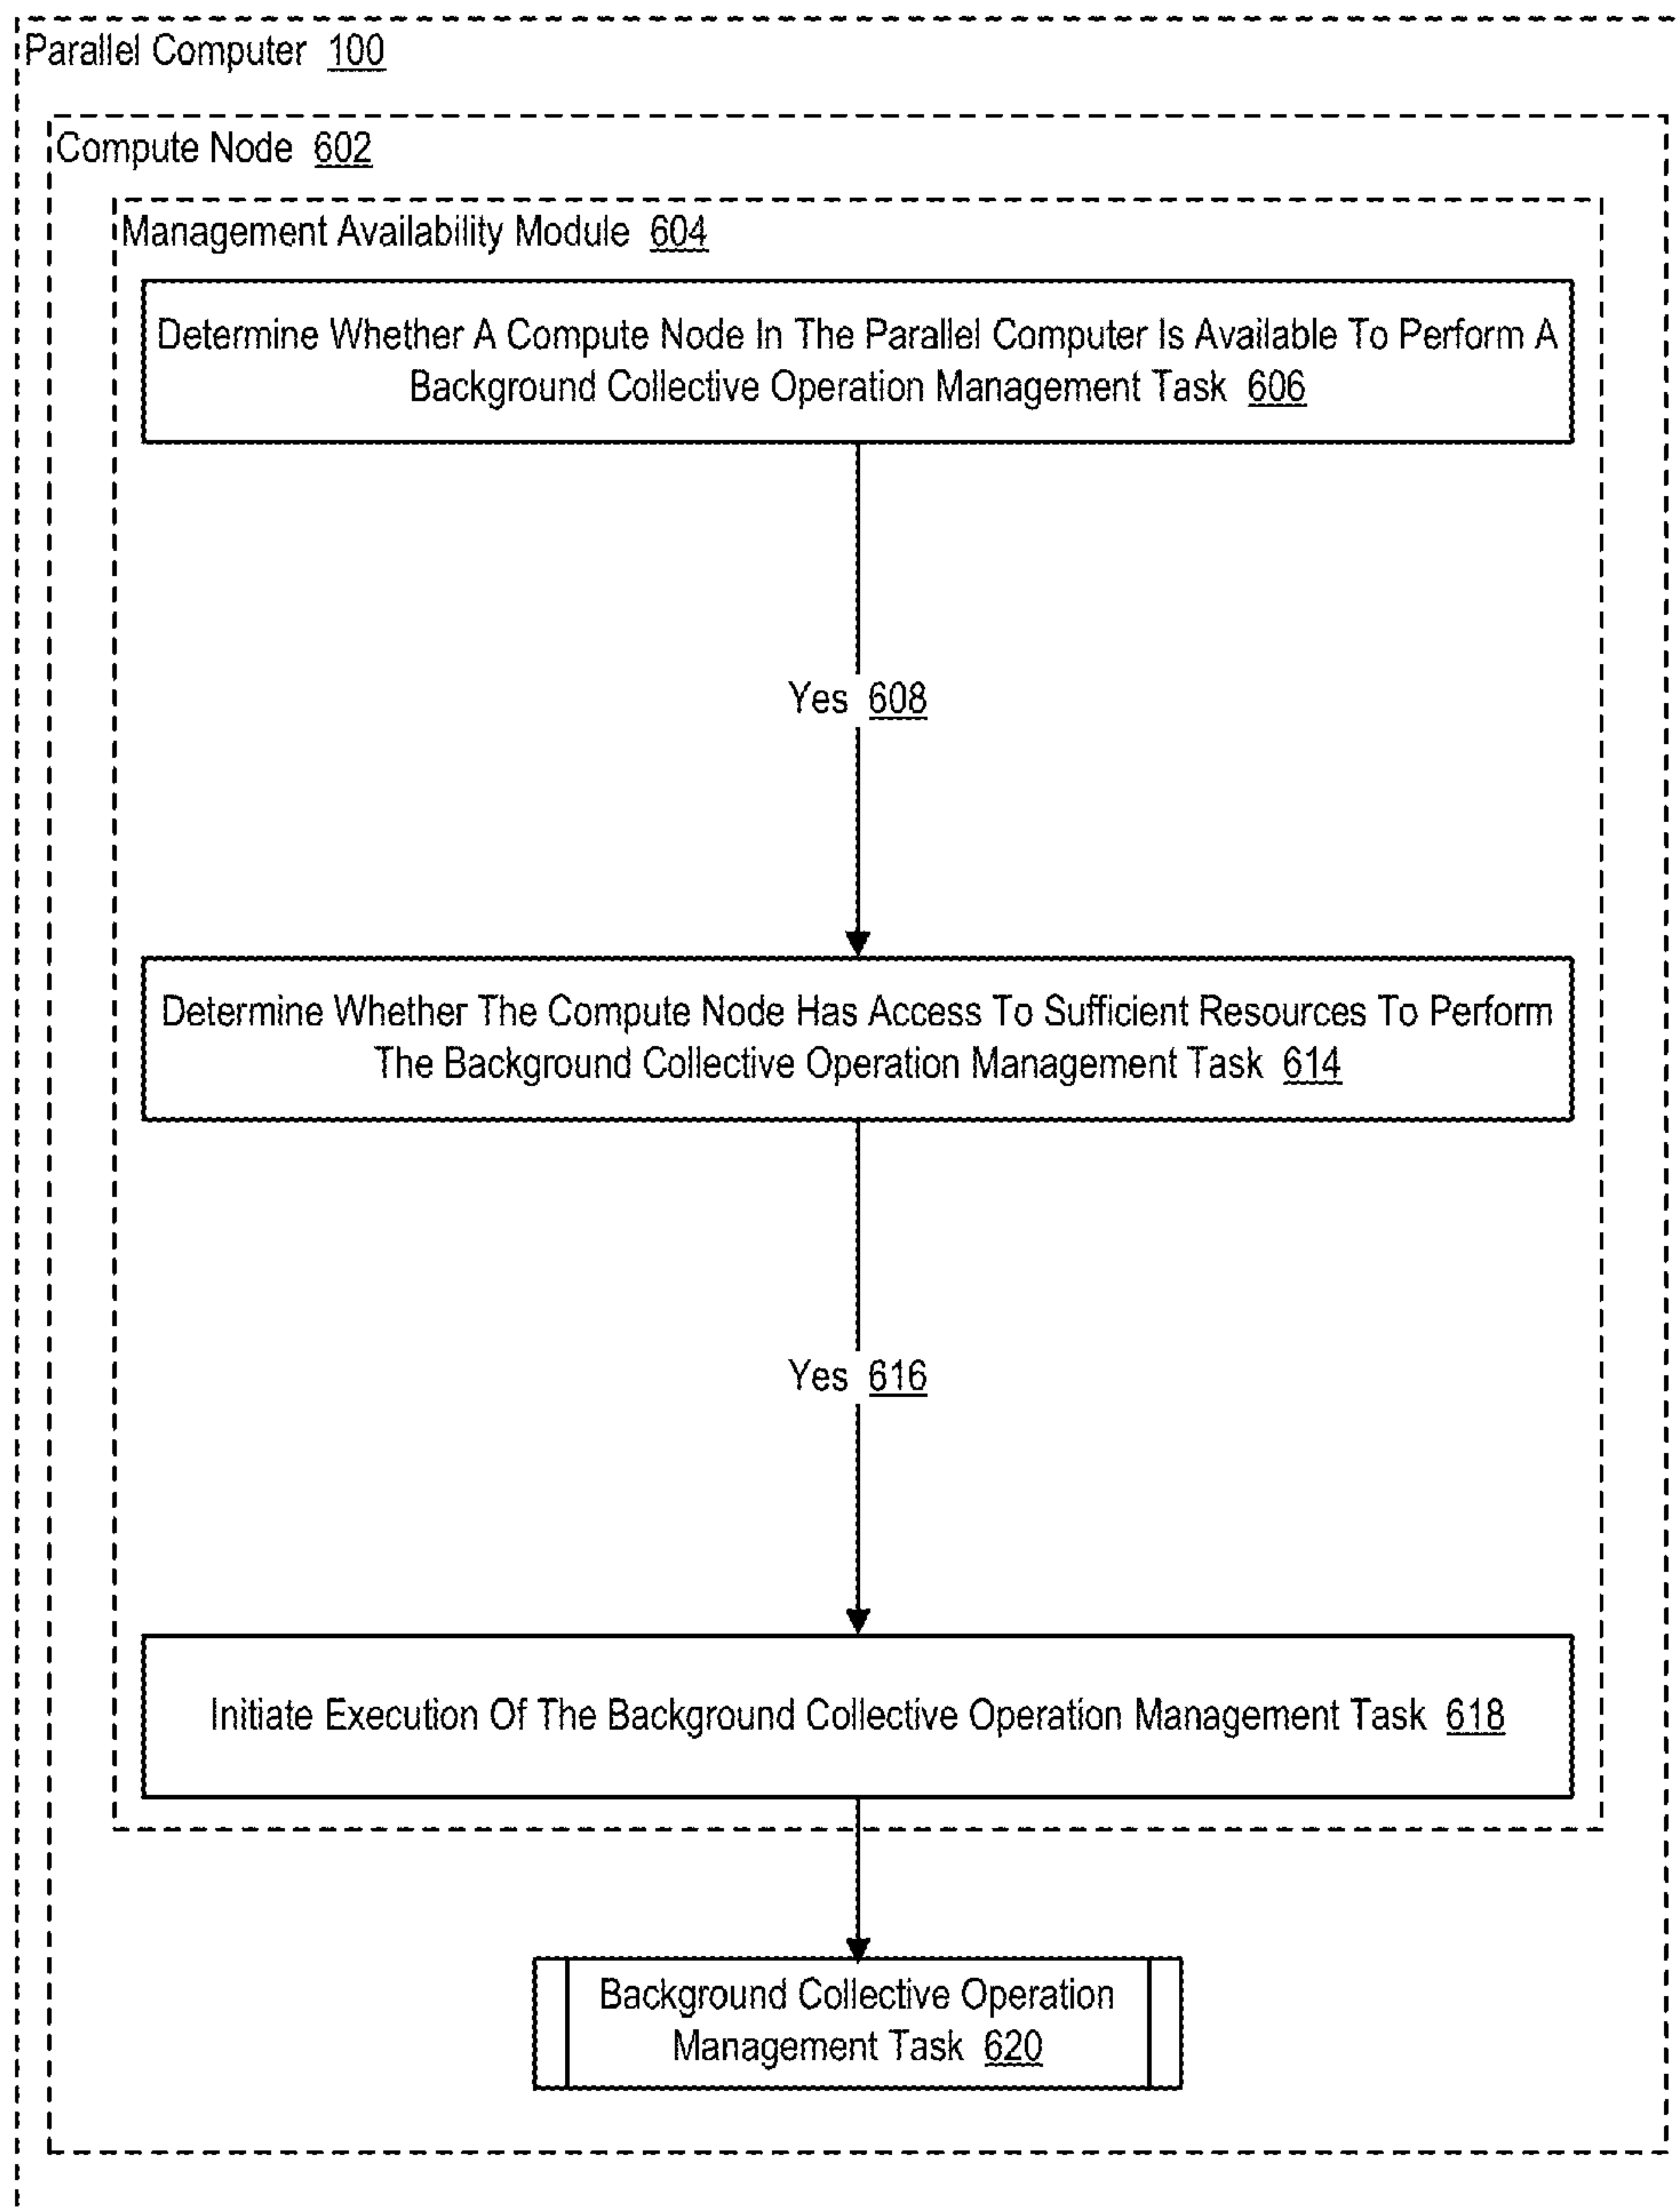 Parallel Computer 100
Compute Node 602
Management Availability Module 604
Determine Whether A Compute Node In The Parallel Computer Is Available To Perform A
Background Collective Operation Management Task 606
Yes 608
Determine Whether The Compute Node Has Access To Sufficient Resources To Perform
The Background Collective Operation Management Task 614
Yes 616
Initiate Execution Of The Background Collective Operation Management Task 618
Background Collective Operation
Management Task 620